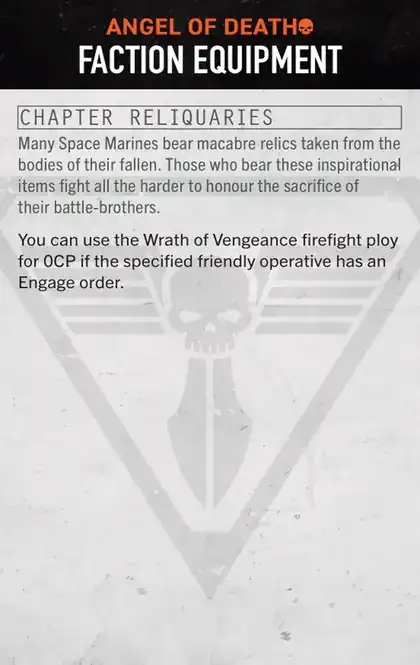 ANGEL OF DEATH
FACTION EQUIPMENT
CHAPTER RELIQUARIES
Many Space Marines bear macabre relics taken from the
bodies of their fallen. Those who bear these inspirational
items fight all the harder to honour the sacrifice of
their battle-brothers.
You can use the Wrath of Vengeance firefight ploy
for 0CP if the specified friendly operative has an
Engage order.